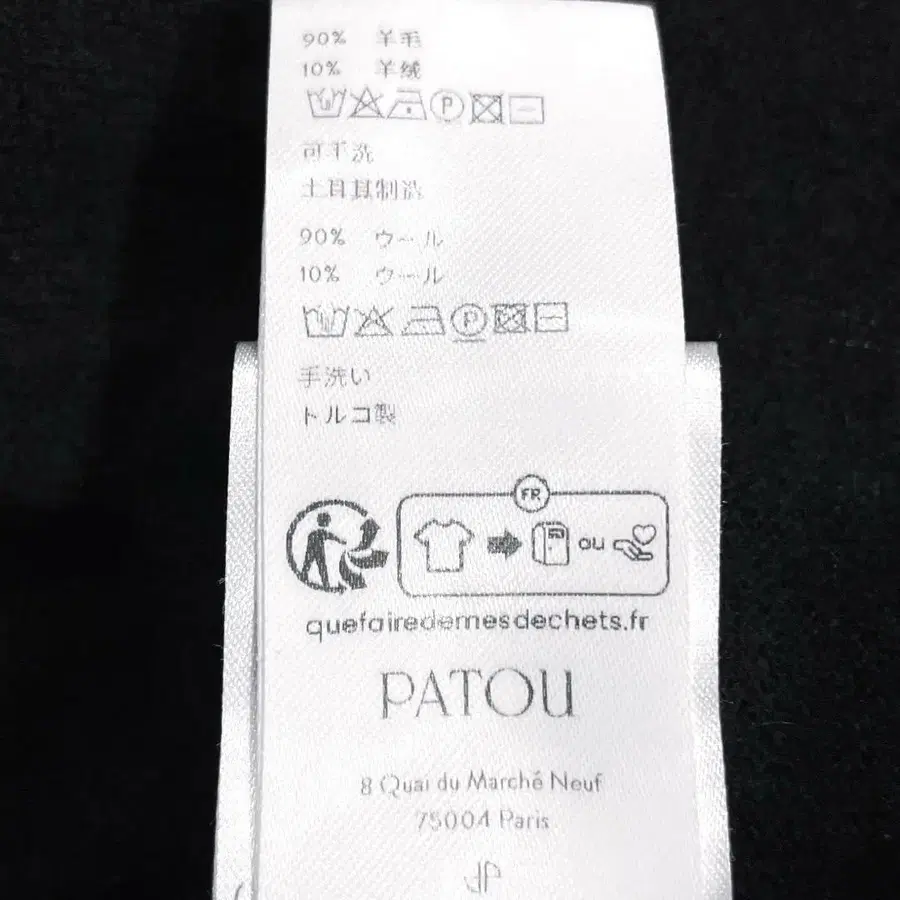 90% 羊毛
10% 羊绒
P
可手洗
土耳其制造
90% ウール
10% ウール
P
手洗い
トルコ製
FR
ou
quefairedemesdechets.fr
PATOU
8 Quai du Marché Neuf
75004 Paris
JP